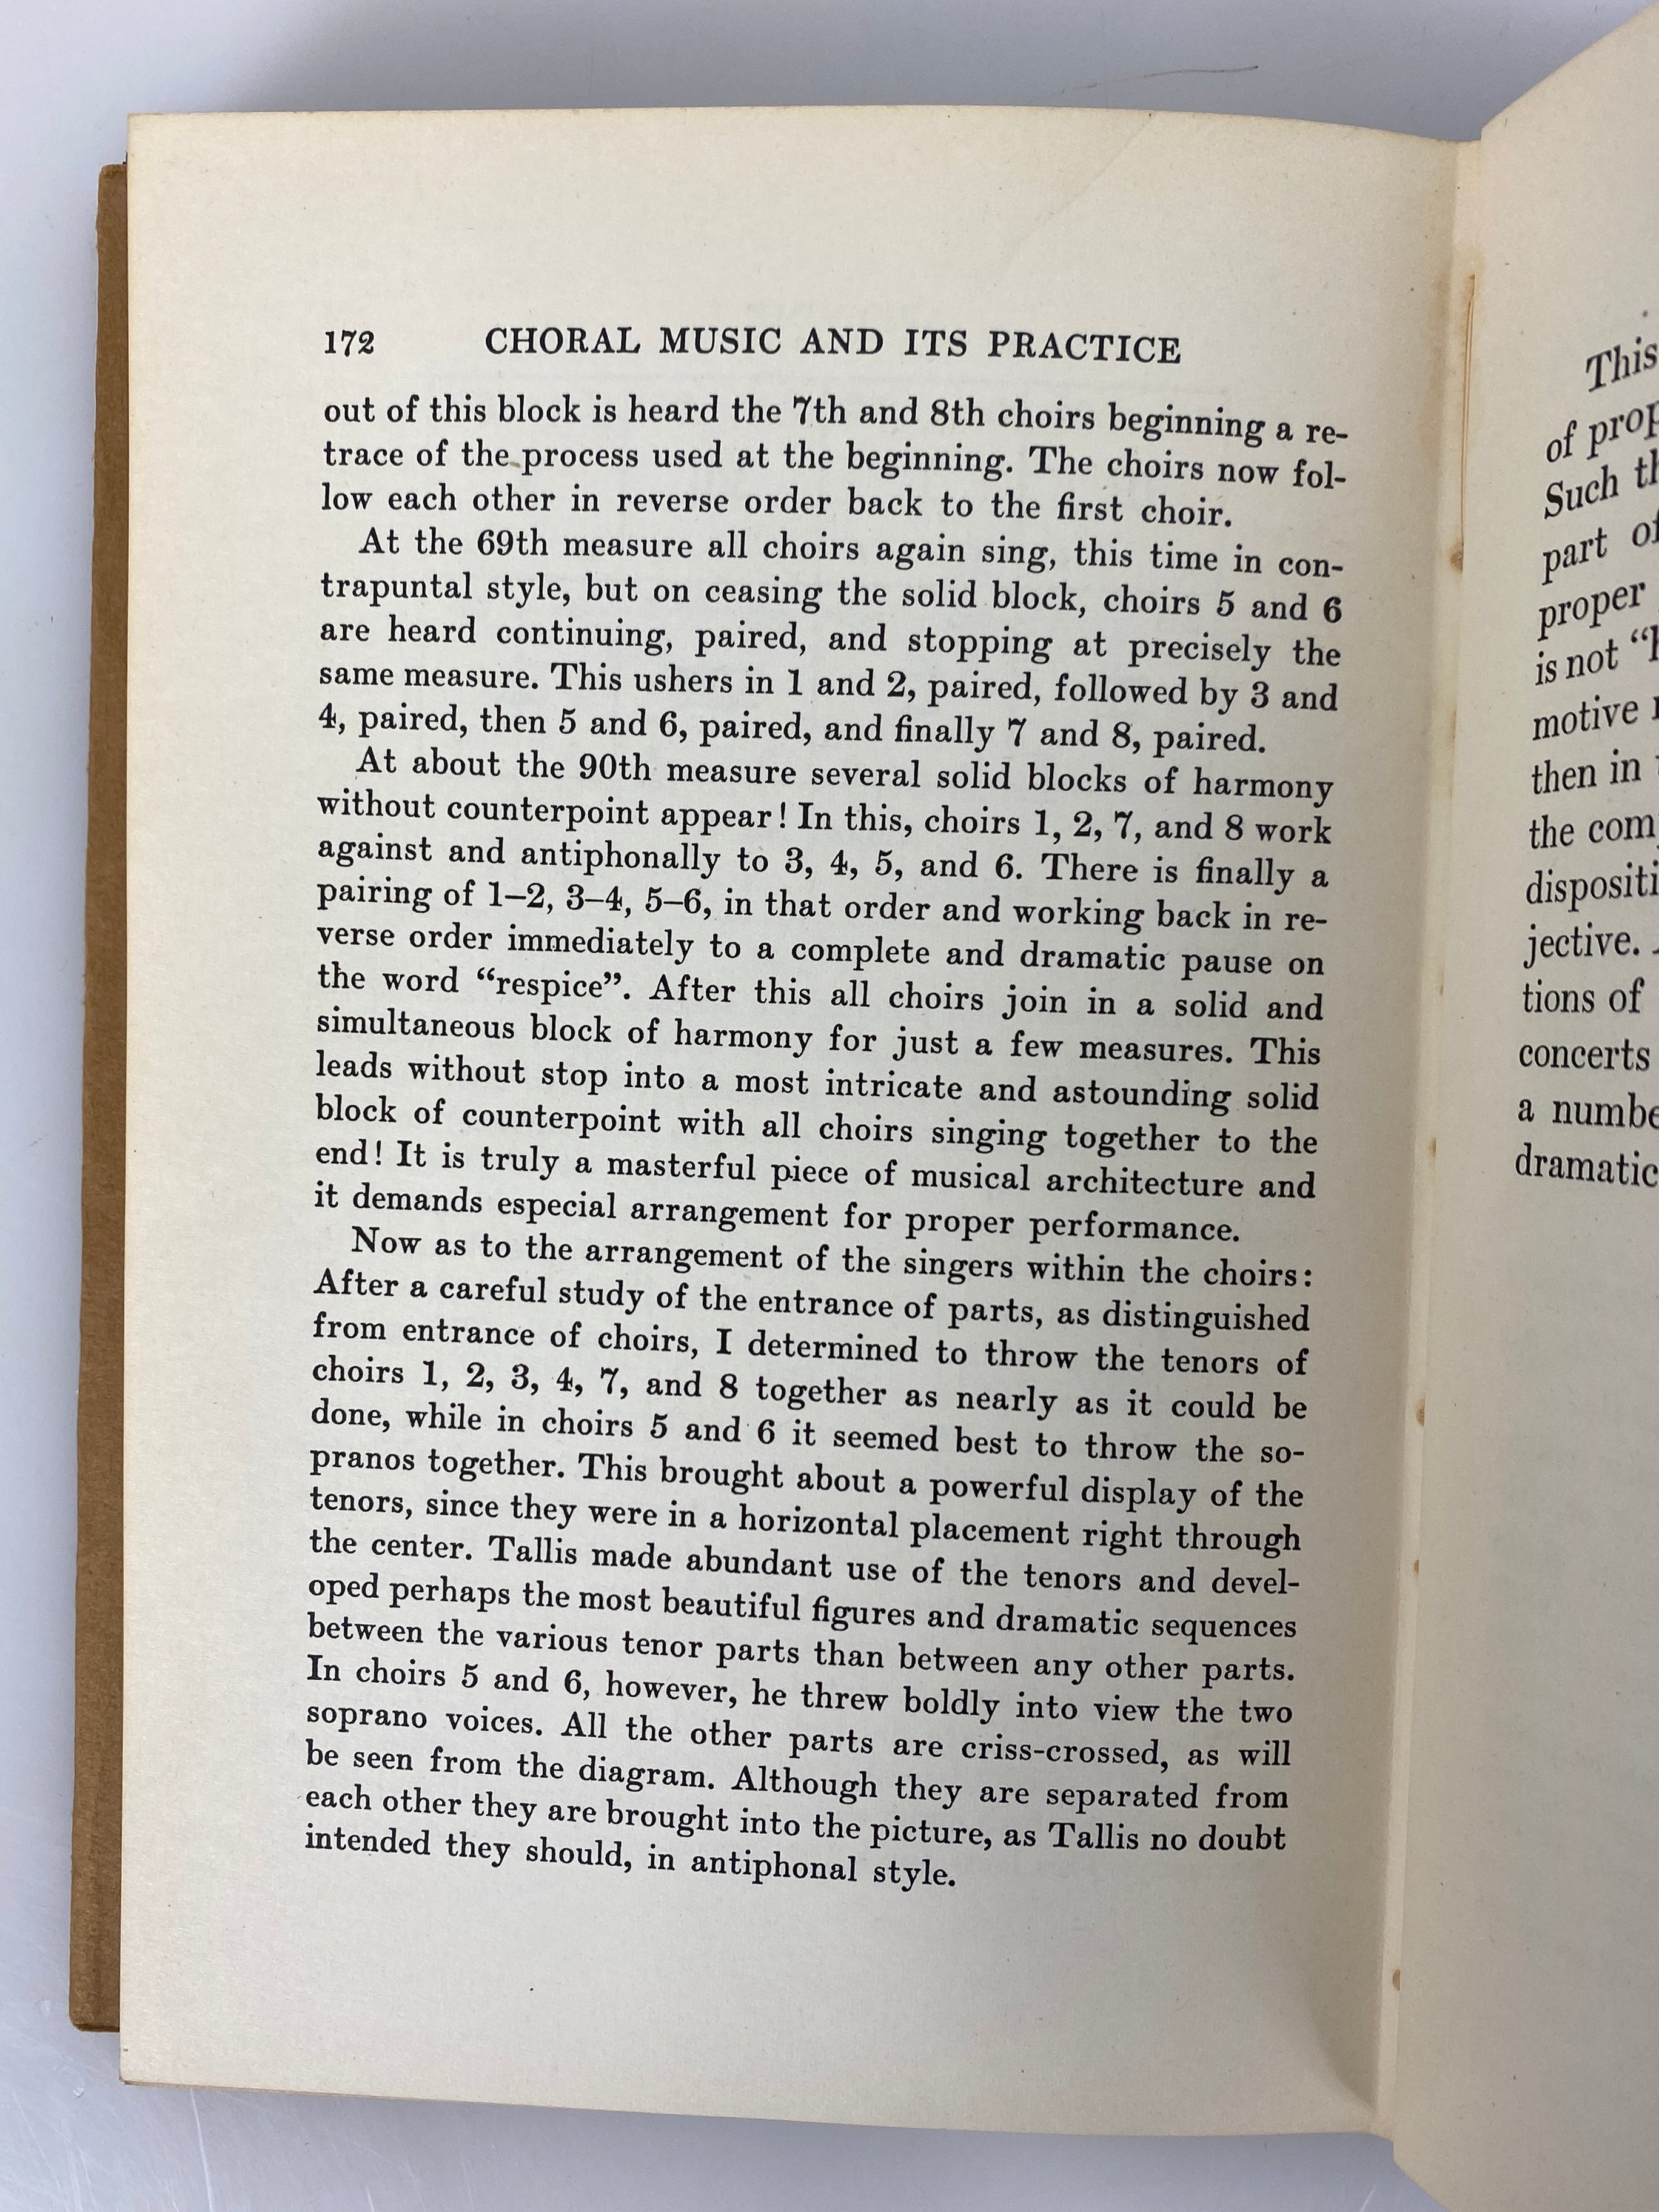 172 CHORAL MUSIC AND ITS PRACTICE
out of this block is heard the 7th and 8th choirs beginning a re-
trace of the process used at the beginning. The choirs now fol-
low each other in reverse order back to the first choir.
At the 69th measure all choirs again sing, this time in con-
trapuntal style, but on ceasing the solid block, choirs 5 and 6
are heard continuing, paired, and stopping at precisely the
same measure. This ushers in 1 and 2, paired, followed by 3 and
4, paired, then 5 and 6, paired, and finally 7 and 8, paired.
At about the 90th measure several solid blocks of harmony
without counterpoint appear! In this, choirs 1, 2, 7, and 8 work
against and antiphonally to 3, 4, 5, and 6. There is finally a
pairing of 1–2, 3–4, 5–6, in that order and working back in re-
verse order immediately to a complete and dramatic pause on
the word “respice”. After this all choirs join in a solid and
simultaneous block of harmony for just a few measures. This
leads without stop into a most intricate and astounding solid
block of counterpoint with all choirs singing together to the
end! It is truly a masterful piece of musical architecture and
it demands especial arrangement for proper performance.
Now as to the arrangement of the singers within the choirs:
After a careful study of the entrance of parts, as distinguished
from entrance of choirs, I determined to throw the tenors of
choirs 1, 2, 3, 4, 7, and 8 together as nearly as it could be
done, while in choirs 5 and 6 it seemed best to throw the so-
pranos together. This brought about a powerful display of the
tenors, since they were in a horizontal placement right through
the center. Tallis made abundant use of the tenors and devel-
oped perhaps the most beautiful figures and dramatic sequences
between the various tenor parts than between any other parts.
In choirs 5 and 6, however, he threw boldly into view the two
soprano voices. All the other parts are criss-crossed, as will
be seen from the diagram. Although they are separated from
each other they are brought into the picture, as Tallis no doubt
intended they should, in antiphonal style.
This
of
Such
part
proper
is not
motive
then in
the
jective.
tions of
concerts
a
dramatic